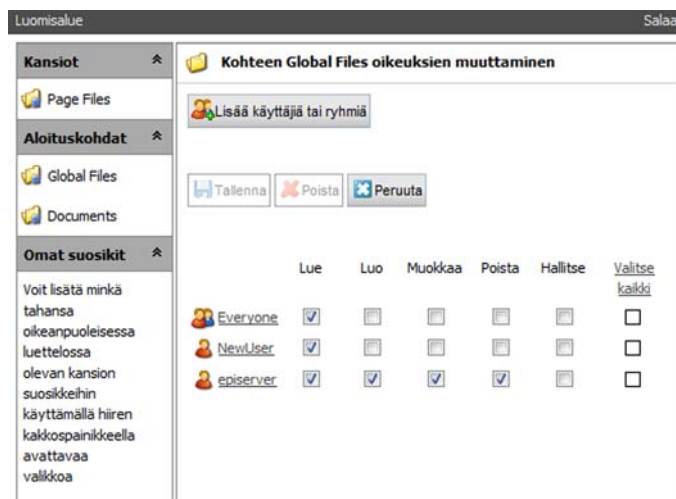 Luomisalue
Salaa
Kansiot
Page Files
Aloituskohdat
Global Files
Documents
Omat suosikit
Voit lisätä minkä
tahansa
oikeanpuoleisessa
luettelossa
olevan kansion
suosikkeihin
käyttämällä hiiren
kakkospainikkeella
avattavaa
valikkoa
Kohteen Global Files oikeuksien muuttaminen
Lisää käyttäjiä tai ryhmiä
Tallenna Poista Peruuta
Lue Luo Muokkaa Poista Hallitse Valitse
kaikki
Everyone
NewUser
episerver